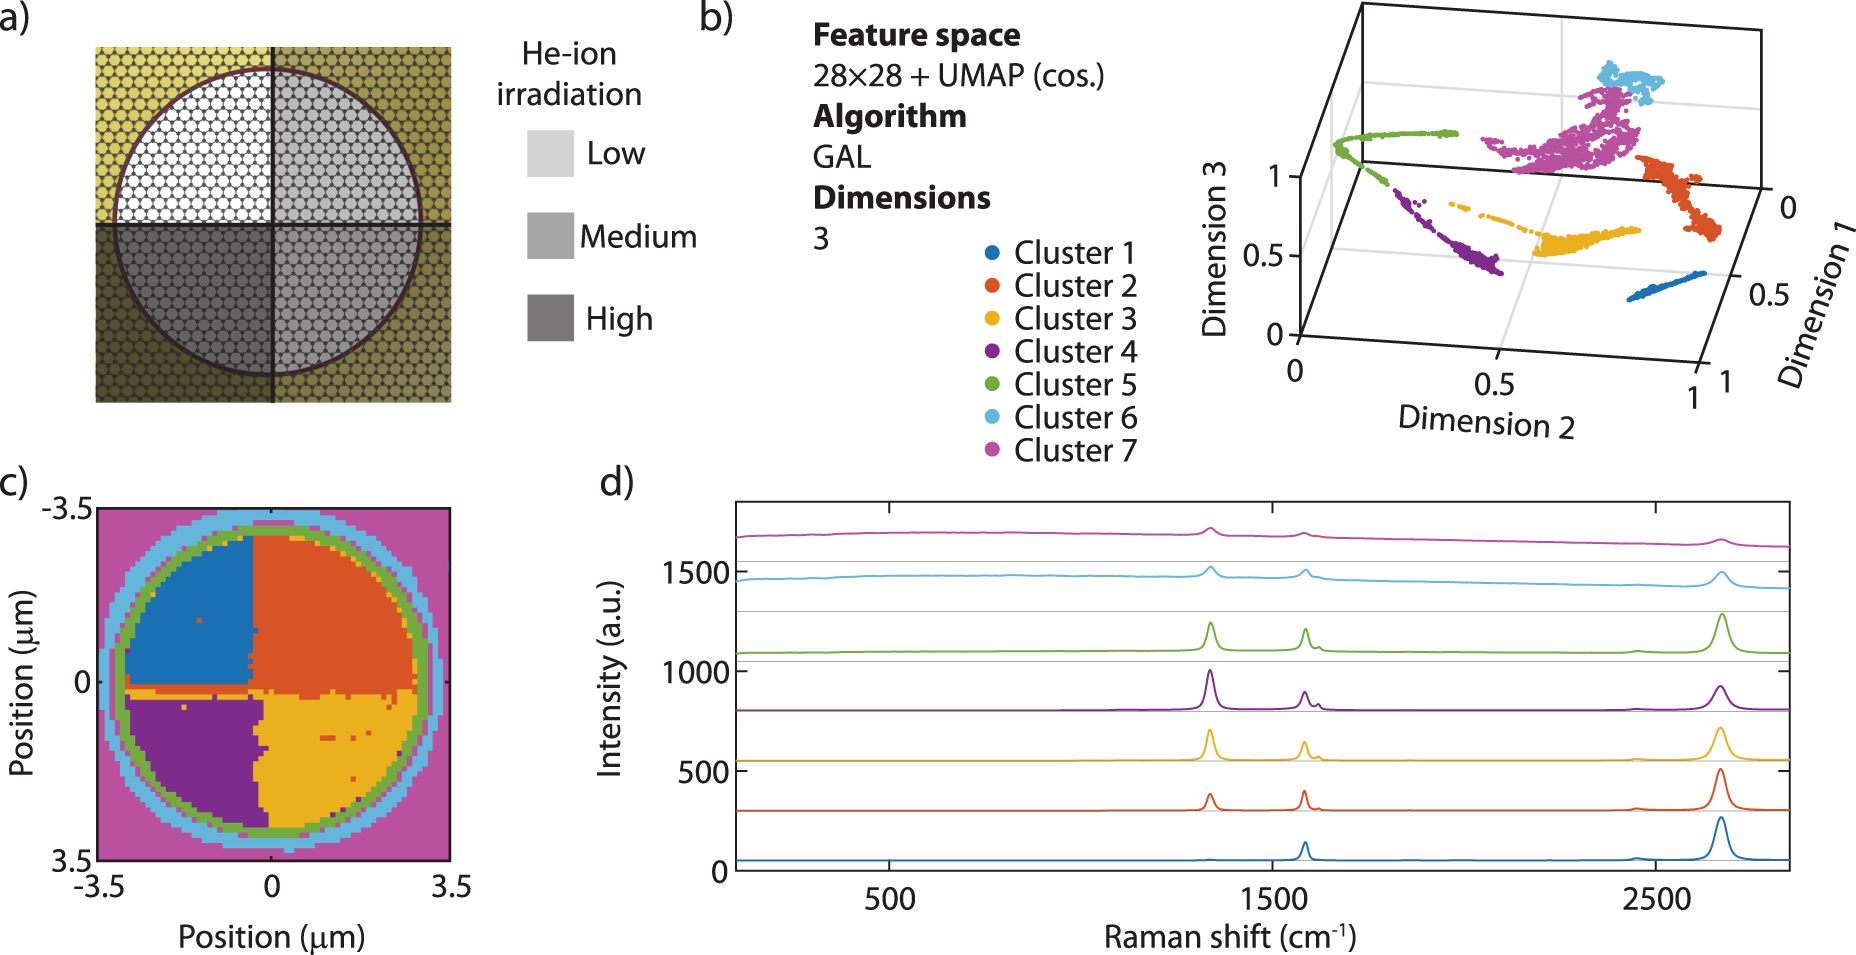 a)
He-ion
irradiation
Low
Medium
High
b)
Feature space
28×28 + UMAP (cos.)
Algorithm
GAL
Dimensions
3
Cluster 1
Cluster 2
Cluster 3
Cluster 4
Cluster 5
Cluster 6
Cluster 7
Dimension 3
1
0.5
0
0
0.5
1
Dimension 2
0
0.5
1
Dimension 1
c)
-3.5
0
3.5
Position (μm)
-3.5
0
3.5
Position (μm)
d)
1500
1000
500
0
Intensity (a.u.)
500
1500
2500
Raman shift (cm⁻¹)